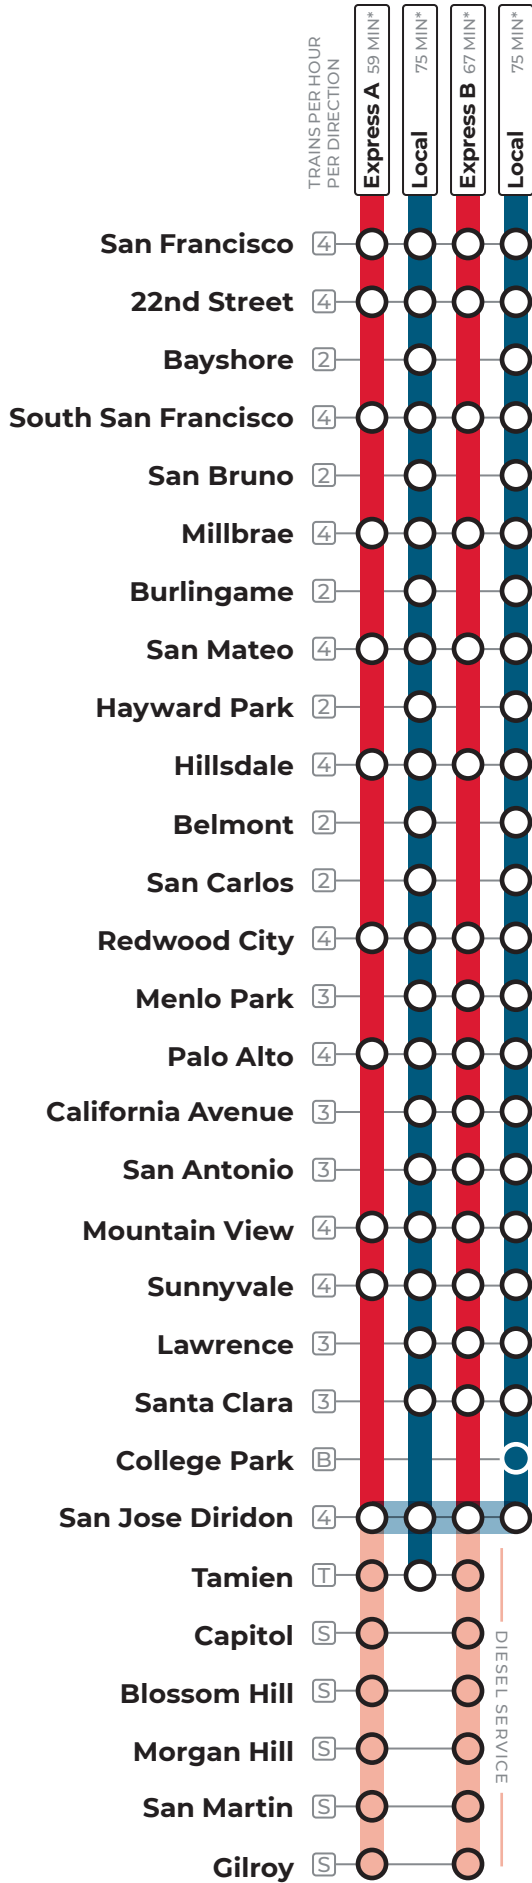 TRAINS PER HOUR
PER DIRECTION
Express A 59 MIN*
Local 75 MIN*
Express B 67 MIN*
Local 75 MIN*
San Francisco 4
22nd Street 4
Bayshore 2
South San Francisco 4
San Bruno 2
Millbrae 4
Burlingame 2
San Mateo 4
Hayward Park 2
Hillsdale 4
Belmont 2
San Carlos 2
Redwood City 4
Menlo Park 3
Palo Alto 4
California Avenue 3
San Antonio 3
Mountain View 4
Sunnyvale 4
Lawrence 3
Santa Clara 3
College Park B
San Jose Diridon 4
Tamien T
Capitol S
Blossom Hill S
Morgan Hill S
San Martin S
Gilroy S
DIESEL SERVICE